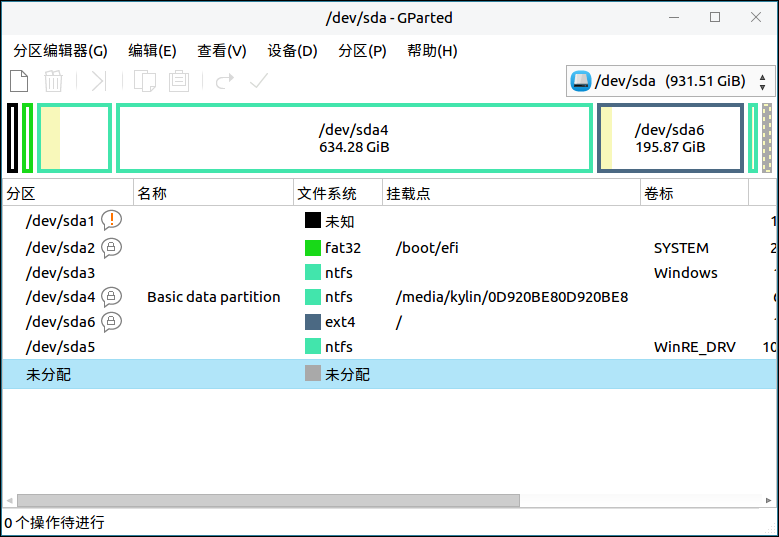 /dev/sda - GParted
分区编辑器(G) 编辑(E) 查看(V) 设备(D) 分区(P) 帮助(H)
/dev/sda (931.51 GiB)
/dev/sda4
634.28 GiB
/dev/sda6
195.87 GiB
分区 名称 文件系统 挂载点 卷标
/dev/sda1 未知 1
/dev/sda2 fat32 /boot/efi SYSTEM 2
/dev/sda3 ntfs Windows
/dev/sda4 Basic data partition ntfs /media/kylin/0D920BE80D920BE8
/dev/sda6 ext4 /
/dev/sda5 ntfs WinRE_DRV 10
未分配 未分配
0 个操作待进行